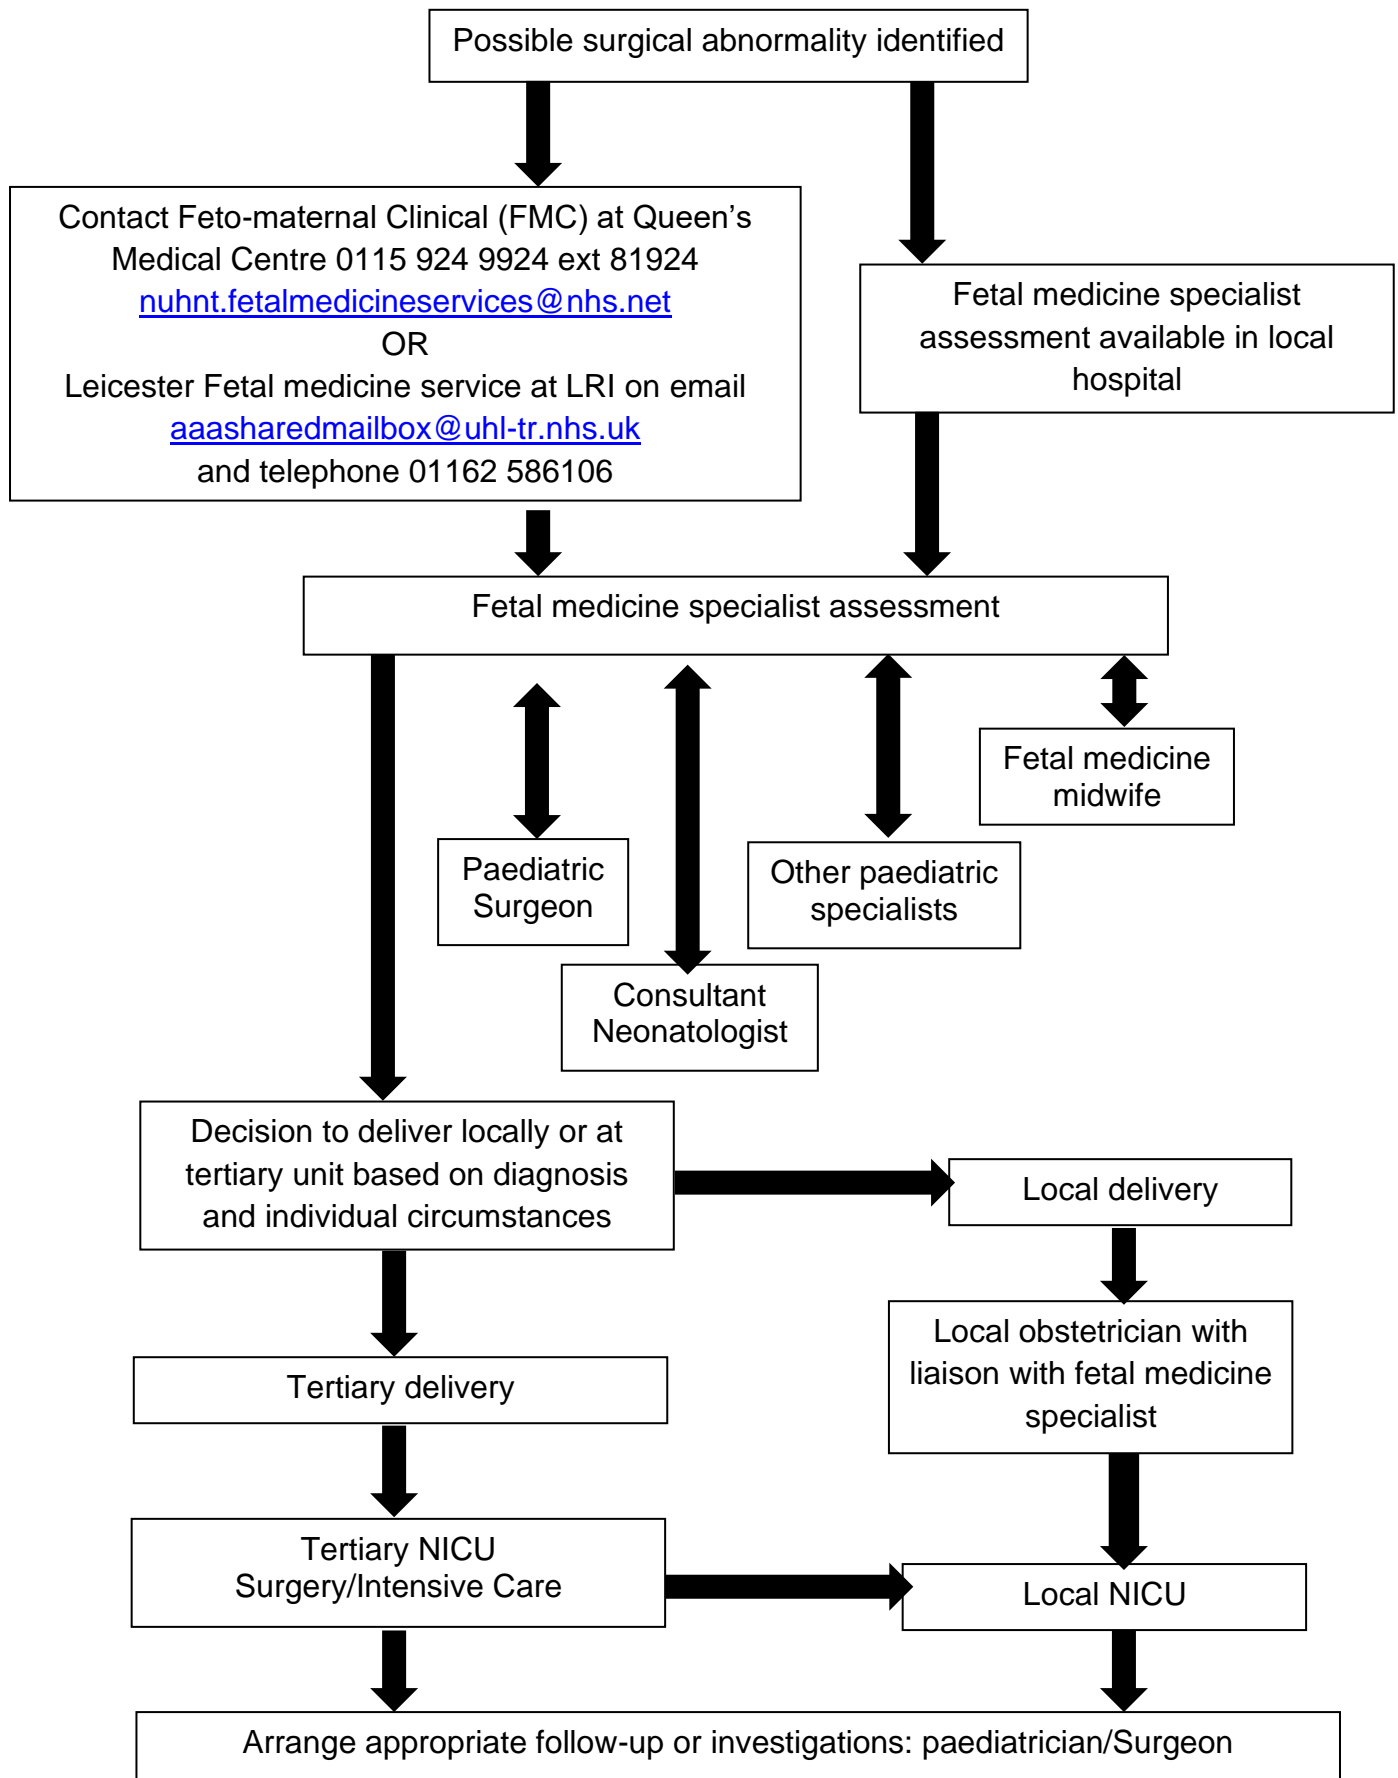 Possible surgical abnormality identified
Contact Feto-maternal Clinical (FMC) at Queen's
Medical Centre 0115 924 9924 ext 81924
nuhnt.fetalmedicineservices@nhs.net
OR
Leicester Fetal medicine service at LRI on email
aaasharedmailbox@uhl-tr.nhs.uk
and telephone 01162 586106
Fetal medicine specialist
assessment available in local
hospital
Fetal medicine specialist assessment
Fetal medicine
midwife
Paediatric
Surgeon
Other paediatric
specialists
Consultant
Neonatologist
Decision to deliver locally or at
tertiary unit based on diagnosis
and individual circumstances
Local delivery
Local obstetrician with
liaison with fetal medicine
specialist
Tertiary delivery
Tertiary NICU
Surgery/Intensive Care
Local NICU
Arrange appropriate follow-up or investigations: paediatrician/Surgeon